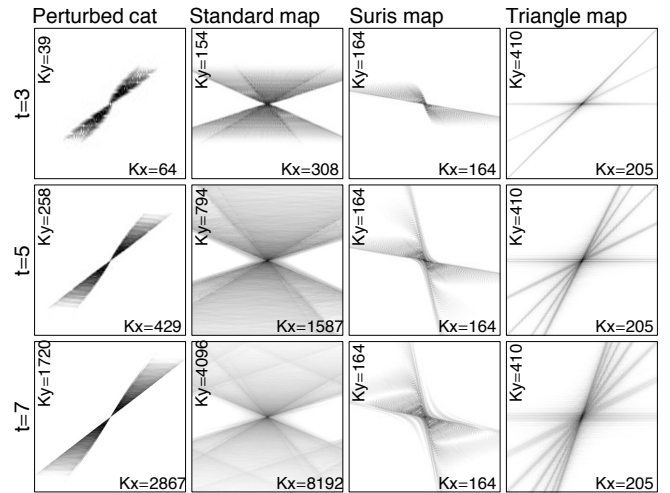 Perturbed cat Standard map Suris map Triangle map
t=3
Ky=39
Kx=64
Ky=154
Kx=308
Ky=164
Kx=164
Ky=410
Kx=205
t=5
Ky=258
Kx=429
Ky=794
Kx=1587
Ky=164
Kx=164
Ky=410
Kx=205
t=7
Ky=1720
Kx=2867
Ky=4096
Kx=8192
Ky=164
Kx=164
Ky=410
Kx=205